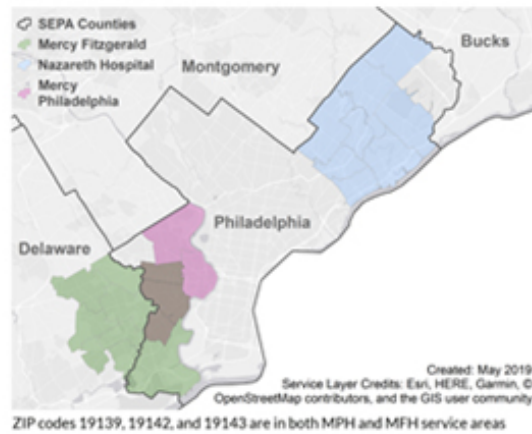 SEPA Counties
Mercy Fitzgerald
Nazareth Hospital
Mercy
Philadelphia
Bucks
Montgomery
Philadelphia
Delaware
Created: May 2019
Service Layer Credits: Esri, HERE, Garmin, ©
OpenStreetMap contributors, and the GIS user community
ZIP codes 19139, 19142, and 19143 are in both MPH and MFH service areas